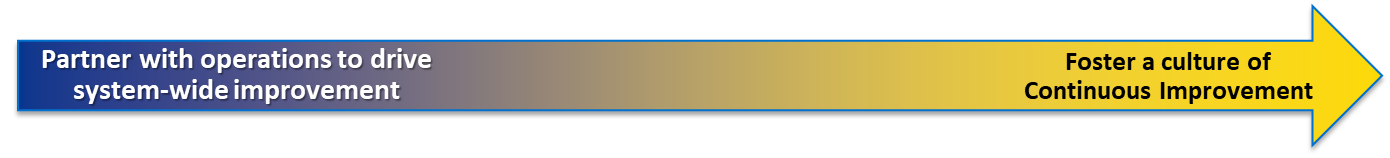 Partner with operations to drive
system-wide improvement
Foster a culture of
Continuous Improvement